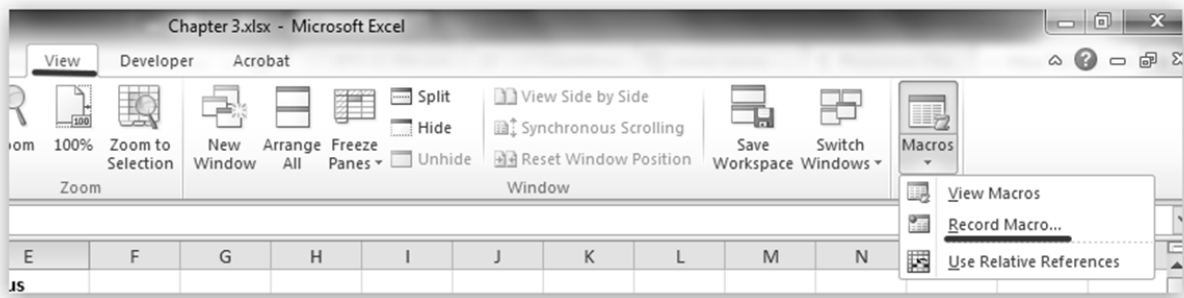 Chapter 3.xlsx - Microsoft Excel
View Developer Acrobat
100% Zoom to Selection
New Window Arrange All Freeze Panes
Split
Hide
Unhide
View Side by Side
Synchronous Scrolling
Reset Window Position
Save Workspace Switch Windows
Macros
Zoom Window
View Macros
Record Macro...
Use Relative References
E F G H I J K L M N